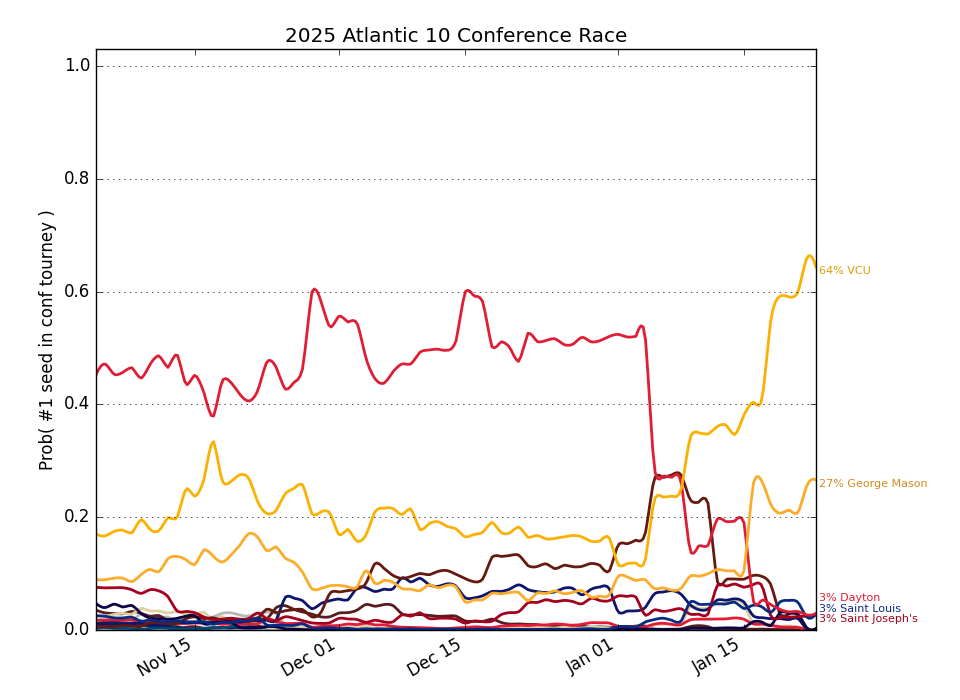 2025 Atlantic 10 Conference Race
Prob( #1 seed in conf tourney )
1.0
0.8
0.6
0.4
0.2
0.0
64% VCU
27% George Mason
3% Dayton
3% Saint Louis
3% Saint Joseph's
Nov 15
Dec 01
Dec 15
Jan 01
Jan 15